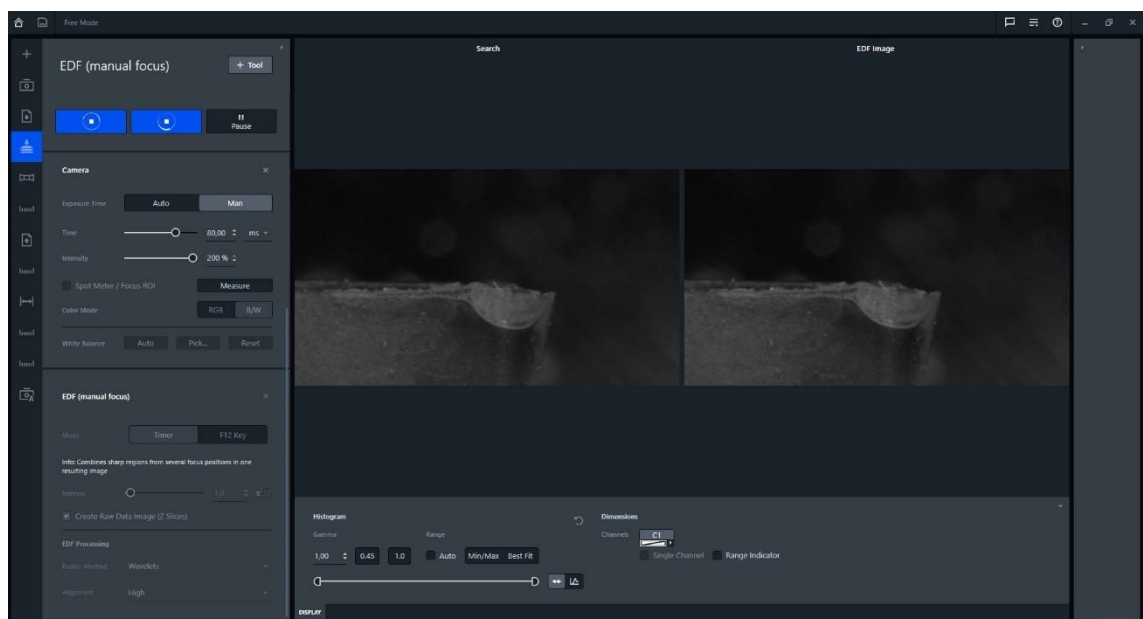 Free Mode
EDF (manual focus)
+ Tool
Pause
Camera
Exposure Time Auto Man
Time 80,00 ms
Intensity 200 %
Spot Meter / Focus ROI Measure
Color Mode RGB B/W
White Balance Auto Pick... Reset
EDF (manual focus)
Mode Timer F12 Key
Info: Combines sharp regions from several focus positions in one
resulting image
Interval 1,0 s
Create Raw Data Image (Z Slices)
EDF Processing
Fusion Method Wavelets
Alignment High
Search
EDF Image
Histogram
Gamma Range
1,00 0.45 1.0 Auto Min/Max Best Fit
Dimensions
Channels C1
Single Channel Range Indicator
DISPLAY